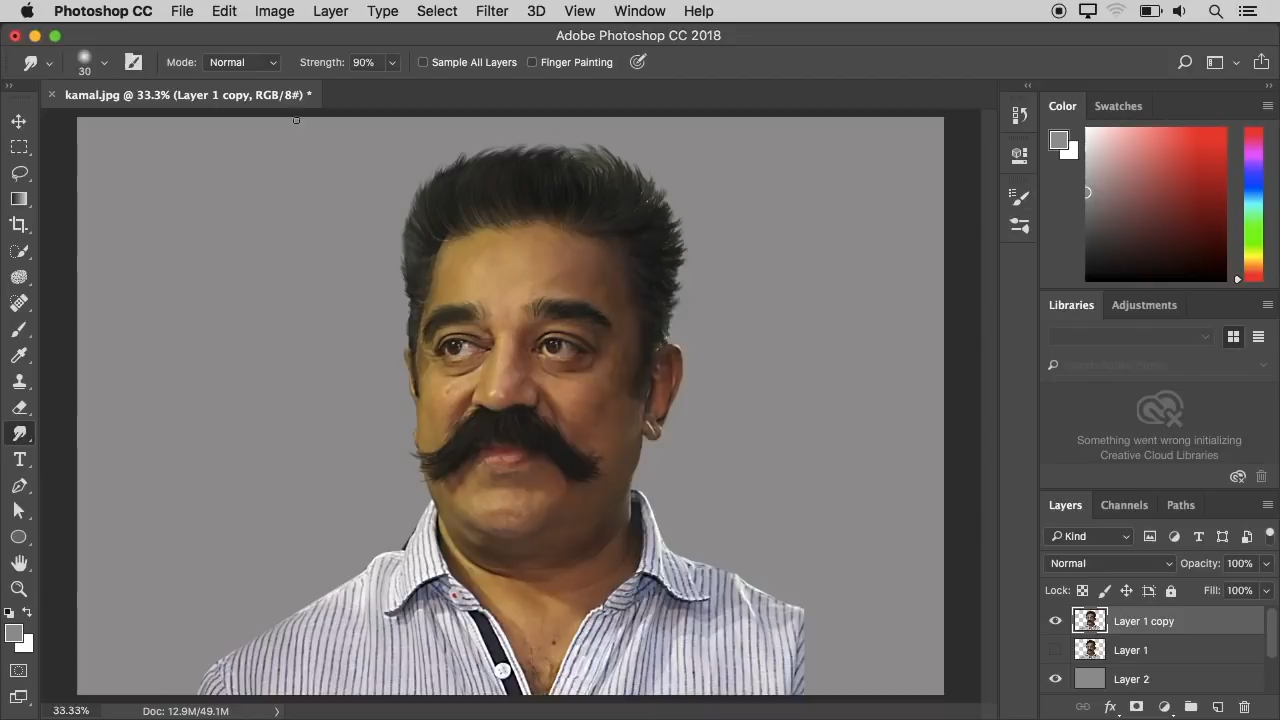 Photoshop CC File Edit Image Layer Type Select Filter 3D View Window Help
Adobe Photoshop CC 2018
30 Mode: Normal Strength: 90% Sample All Layers Finger Painting
× kamal.jpg @ 33.3% (Layer 1 copy, RGB/8#) *
Color Swatches
Libraries Adjustments
Something went wrong initializing
Creative Cloud Libraries
Layers Channels Paths
Kind
Normal Opacity: 100%
Lock: Fill: 100%
Layer 1 copy
Layer 1
Layer 2
33.33% Doc: 12.9M/49.1M